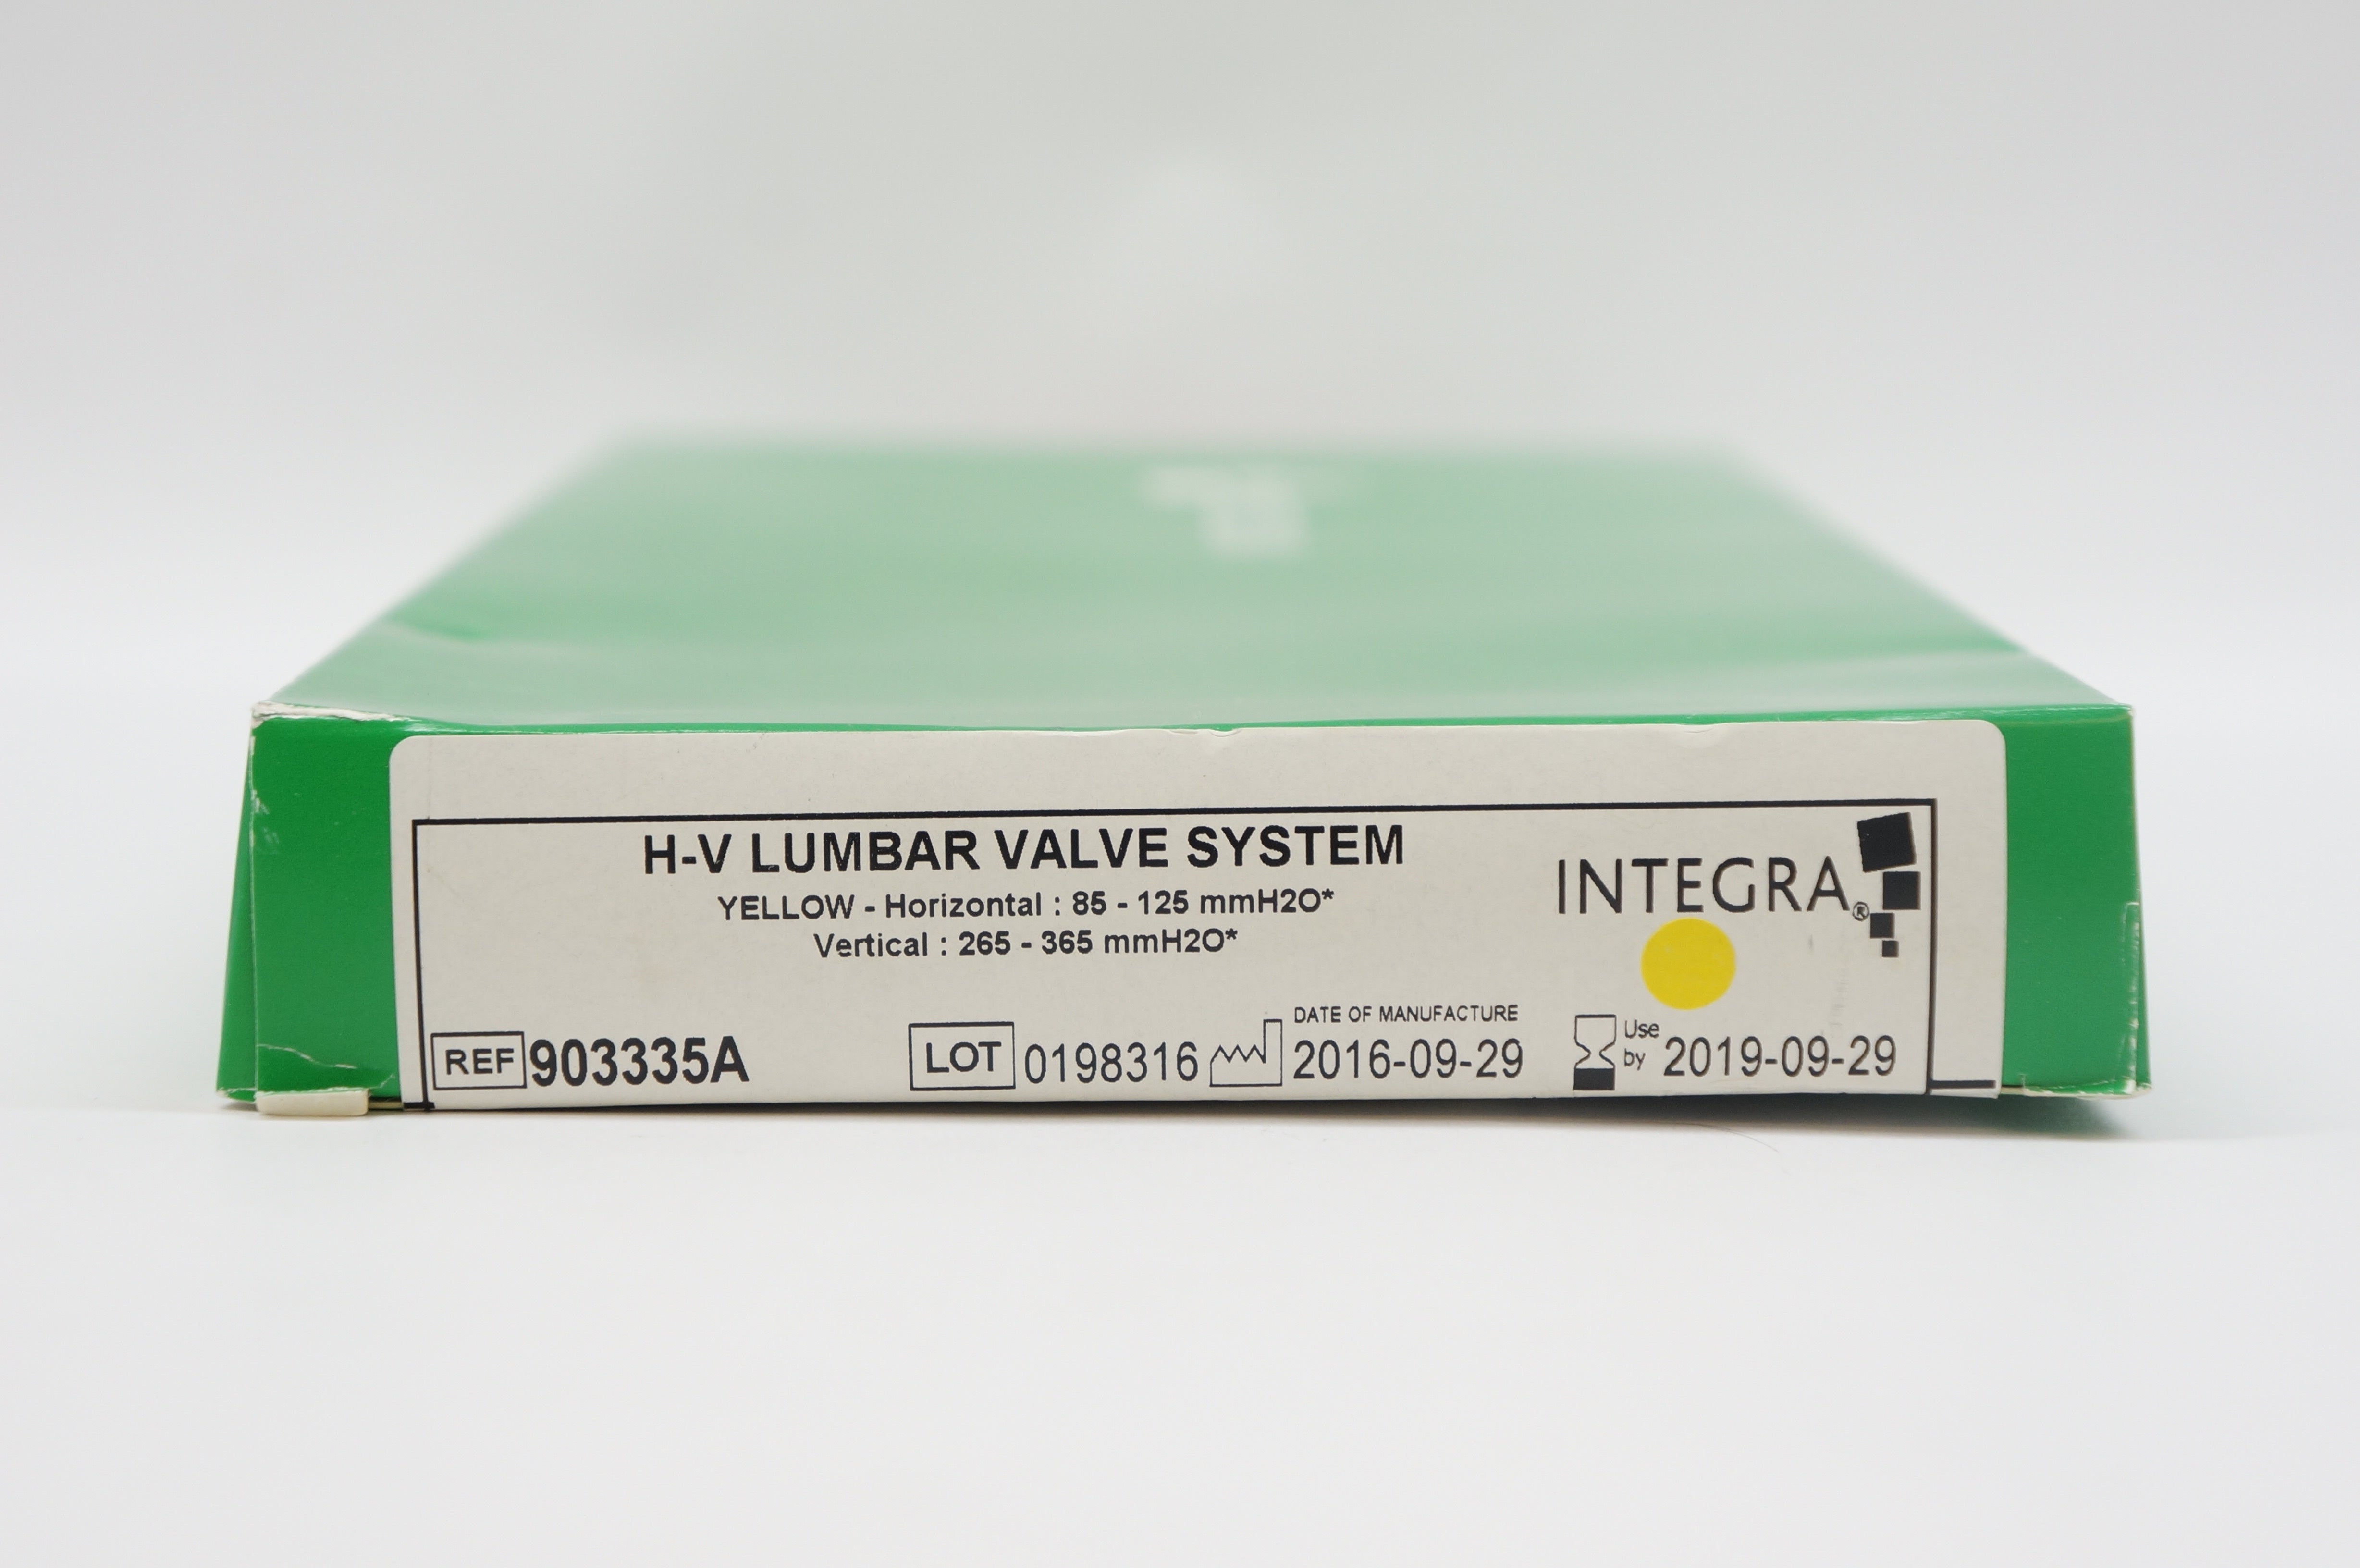 H-V LUMBAR VALVE SYSTEM
YELLOW - Horizontal : 85 - 125 mmH2O*
Vertical : 265 - 365 mmH2O*
INTEGRA®
REF 903335A
LOT 0198316
DATE OF MANUFACTURE
2016-09-29
Use by 2019-09-29